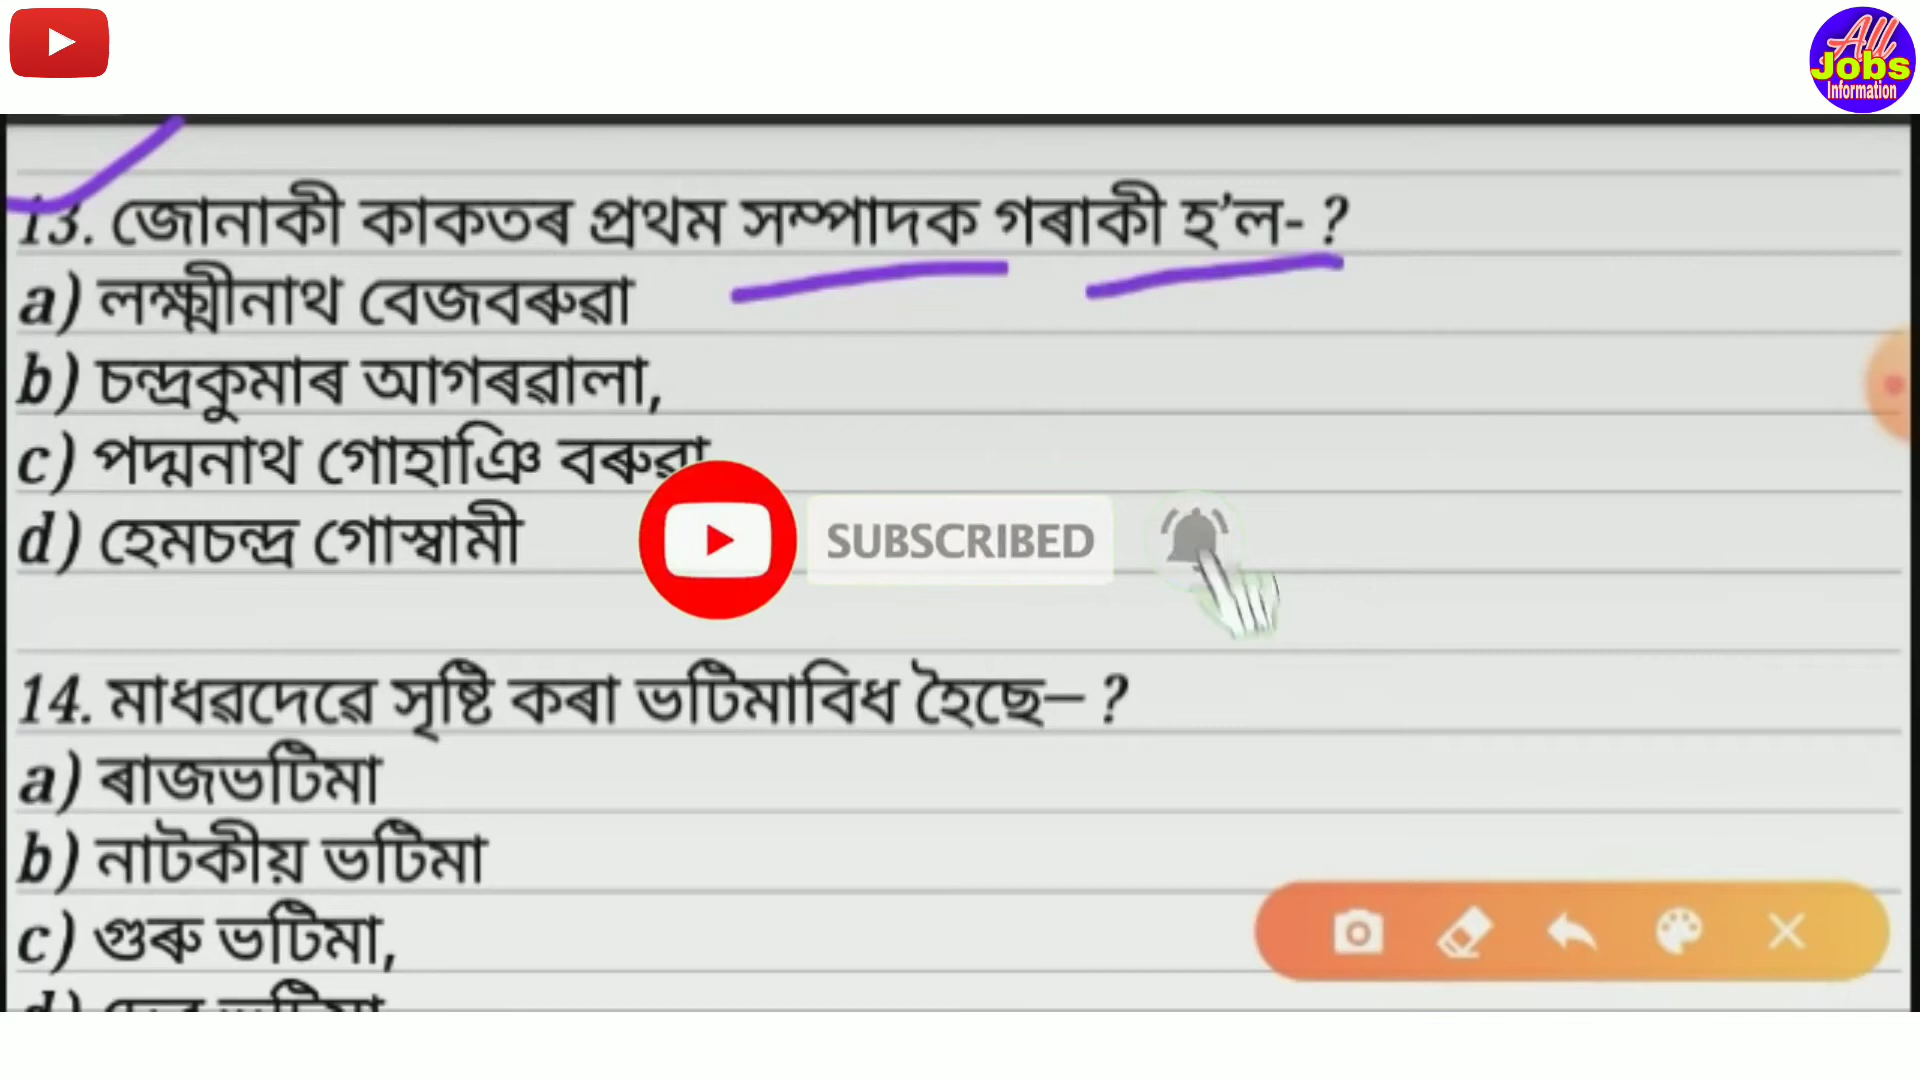 All
Jobs
Information
13. জোনাকী কাকতৰ প্ৰথম সম্পাদক গৰাকী হ’ল- ?
a) লক্ষ্মীনাথ বেজবৰুৱা
b) চন্দ্ৰকুমাৰ আগৰৱালা,
c) পদ্মনাথ গোহাঞি বৰুৱা
d) হেমচন্দ্ৰ গোস্বামী
SUBSCRIBED
14. মাধৱদেৱে সৃষ্টি কৰা ভটিমাবিধ হৈছে— ?
a) ৰাজভটিমা
b) নাটকীয় ভটিমা
c) গুৰু ভটিমা,
d) দেৱ ভটিমা